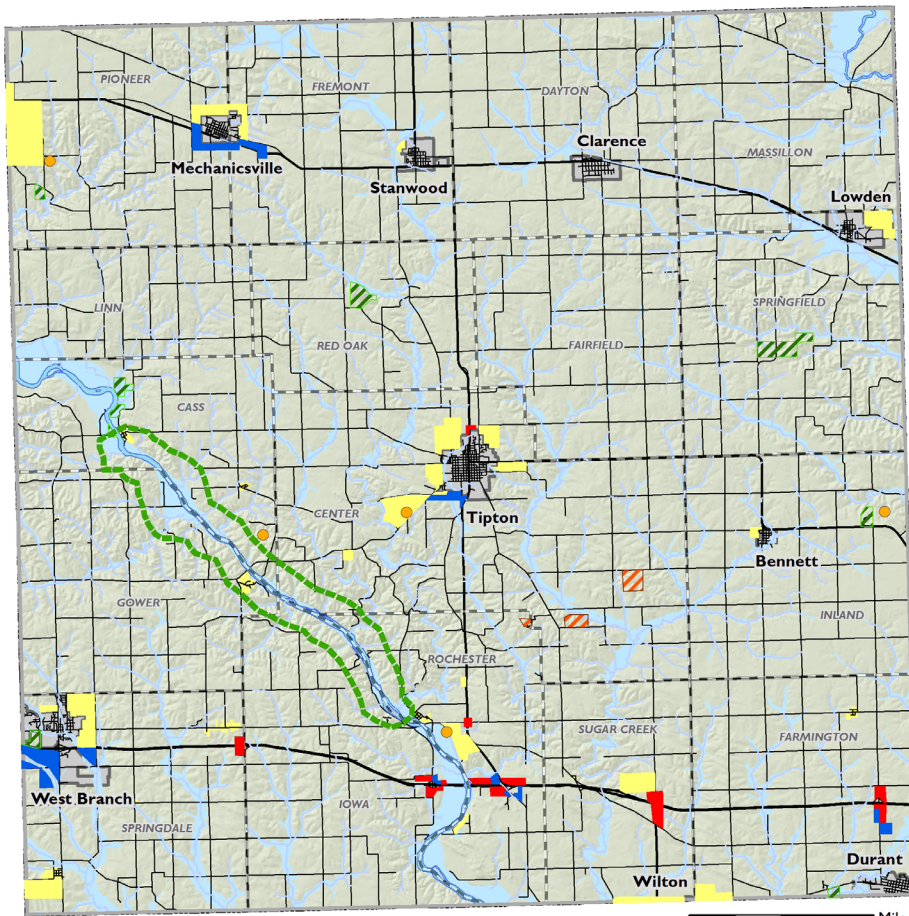 PIONEER
FREMONT
DAYTON
Clarence
MASSILLON
Mechanicsville
Stanwood
Lowden
LINN
SPRINGFIELD
RED OAK
FAIRFIELD
CASS
CENTER
Tipton
Bennett
GOWER
INLAND
ROCHESTER
SUGAR CREEK
FARMINGTON
West Branch
IOWA
SPRINGDALE
Durant
Wilton